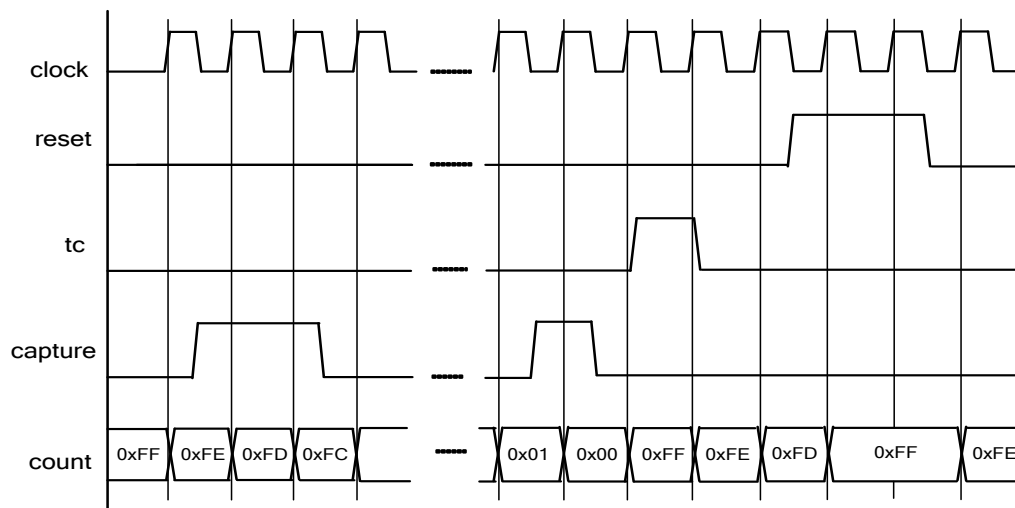 clock
reset
tc
capture
count
0xFF 0xFE 0xFD 0xFC 0x01 0x00 0xFF 0xFE 0xFD 0xFF 0xFE